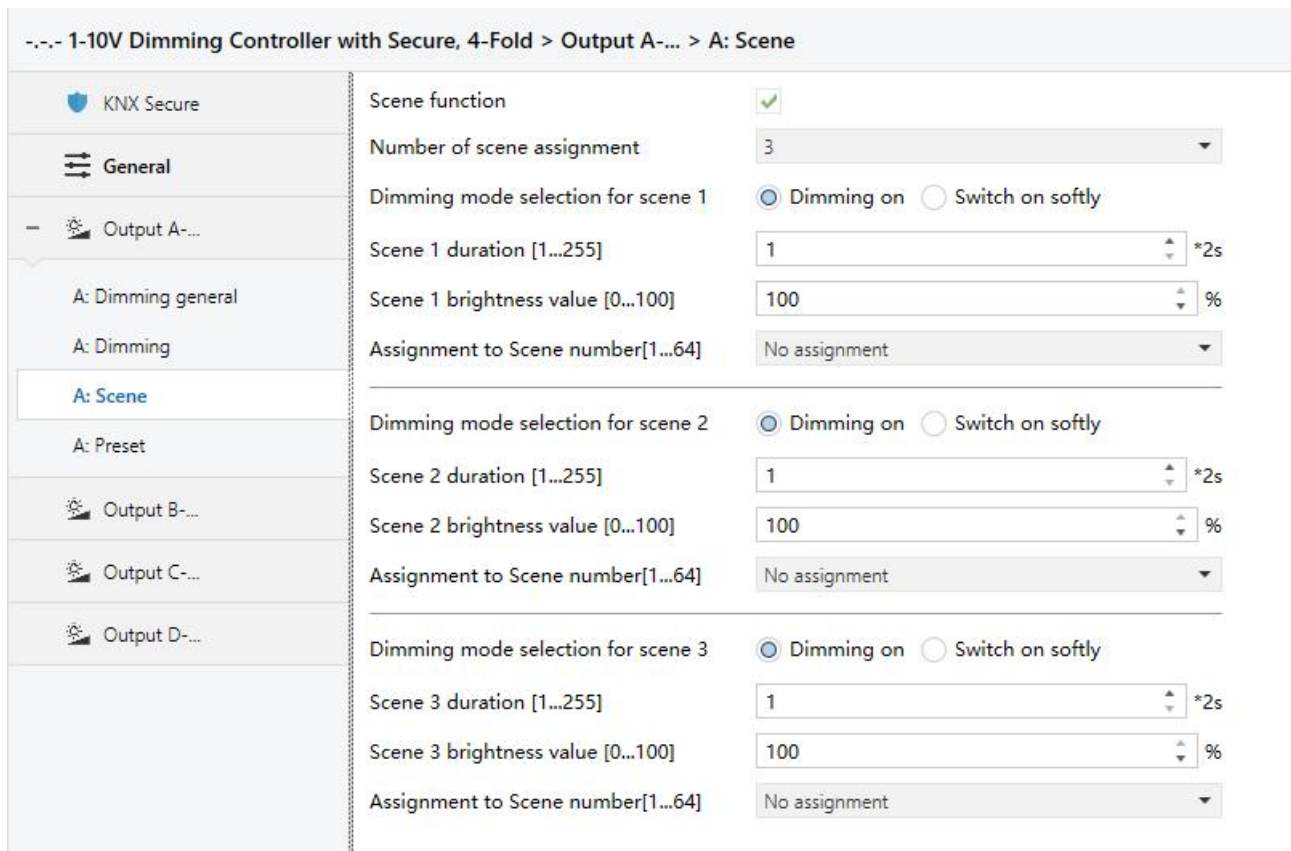 -.-.- 1-10V Dimming Controller with Secure, 4-Fold > Output A-... > A: Scene
KNX Secure
General
Output A-...
A: Dimming general
A: Dimming
A: Scene
A: Preset
Output B-...
Output C-...
Output D-...
Scene function
Number of scene assignment 3
Dimming mode selection for scene 1 Dimming on Switch on softly
Scene 1 duration [1...255] 1 *2s
Scene 1 brightness value [0...100] 100 %
Assignment to Scene number[1...64] No assignment
Dimming mode selection for scene 2 Dimming on Switch on softly
Scene 2 duration [1...255] 1 *2s
Scene 2 brightness value [0...100] 100 %
Assignment to Scene number[1...64] No assignment
Dimming mode selection for scene 3 Dimming on Switch on softly
Scene 3 duration [1...255] 1 *2s
Scene 3 brightness value [0...100] 100 %
Assignment to Scene number[1...64] No assignment